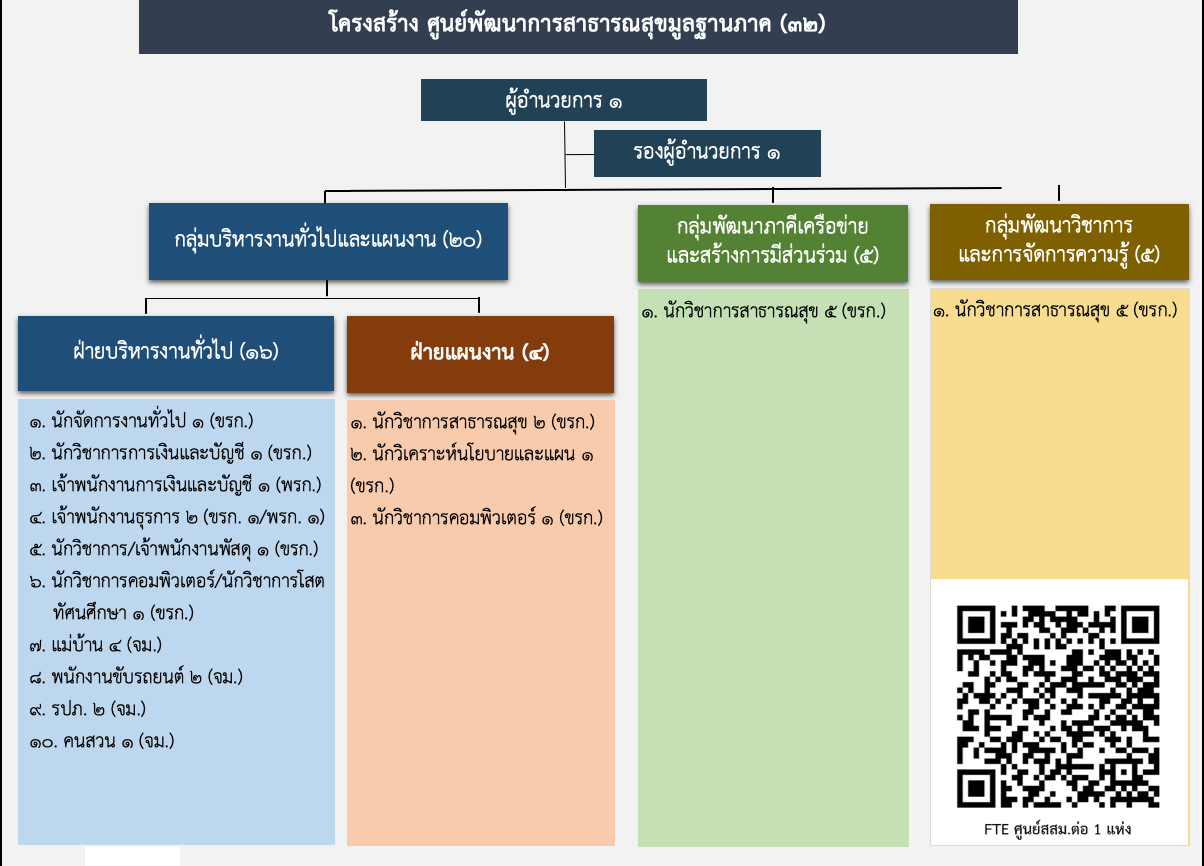 โครงสร้าง ศูนย์พัฒนาการสาธารณสุขมูลฐานภาค (๓๒)
ผู้อำนวยการ ๑
รองผู้อำนวยการ ๑
กลุ่มบริหารงานทั่วไปและแผนงาน (๒๐)
ฝ่ายบริหารงานทั่วไป (๑๖)
๑. นักจัดการงานทั่วไป ๑ (ขรก.)
๒. นักวิชาการการเงินและบัญชี ๑ (ขรก.)
๓. เจ้าพนักงานการเงินและบัญชี ๑ (พรก.)
๔. เจ้าพนักงานธุรการ ๒ (ขรก. ๑/พรก. ๑)
๕. นักวิชาการ/เจ้าพนักงานพัสดุ ๑ (ขรก.)
๖. นักวิชาการคอมพิวเตอร์/นักวิชาการโสต
ทัศนศึกษา ๑ (ขรก.)
๗. แม่บ้าน ๔ (จม.)
๘. พนักงานขับรถยนต์ ๒ (จม.)
๙. รปภ. ๒ (จม.)
๑๐. คนสวน ๑ (จม.)
ฝ่ายแผนงาน (๔)
๑. นักวิชาการสาธารณสุข ๒ (ขรก.)
๒. นักวิเคราะห์นโยบายและแผน ๑
(ขรก.)
๓. นักวิชาการคอมพิวเตอร์ ๑ (ขรก.)
กลุ่มพัฒนาภาคีเครือข่าย
และสร้างการมีส่วนร่วม (๕)
๑. นักวิชาการสาธารณสุข ๕ (ขรก.)
กลุ่มพัฒนาวิชาการ
และการจัดการความรู้ (๕)
๑. นักวิชาการสาธารณสุข ๕ (ขรก.)
FTE ศูนย์สสม.ต่อ 1 แห่ง